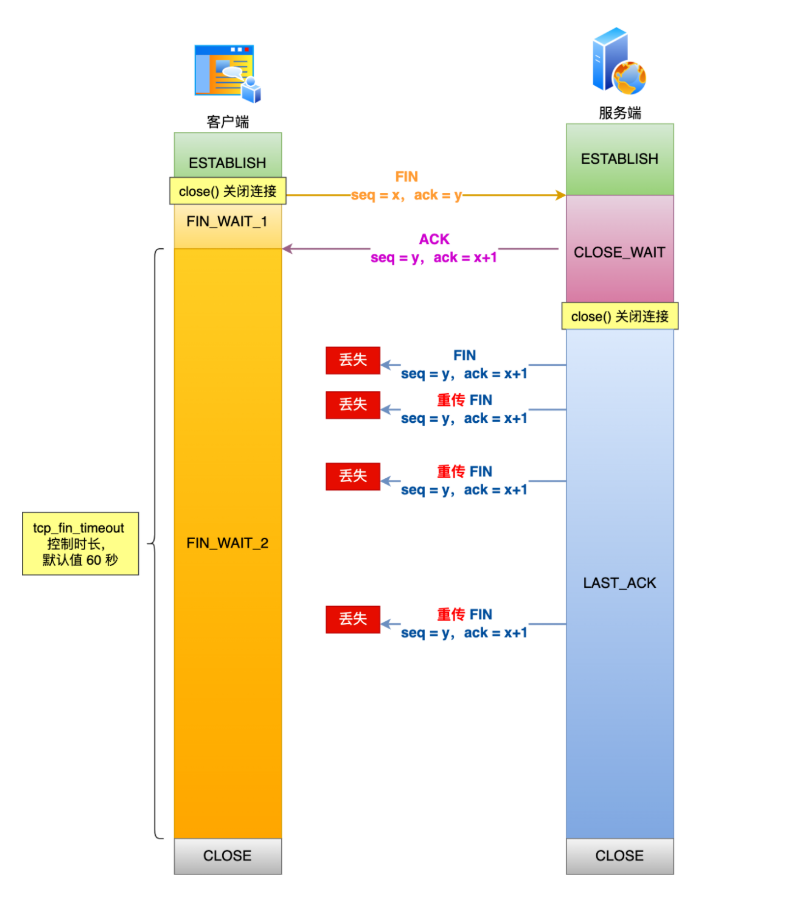 客户端
服务端
ESTABLISH
ESTABLISH
close() 关闭连接
FIN
seq = x，ack = y
FIN_WAIT_1
ACK
seq = y，ack = x+1
CLOSE_WAIT
close() 关闭连接
丢失
FIN
seq = y，ack = x+1
丢失
重传 FIN
seq = y，ack = x+1
丢失
重传 FIN
seq = y，ack = x+1
tcp_fin_timeout
控制时长，
默认值 60 秒
FIN_WAIT_2
LAST_ACK
丢失
重传 FIN
seq = y，ack = x+1
CLOSE
CLOSE